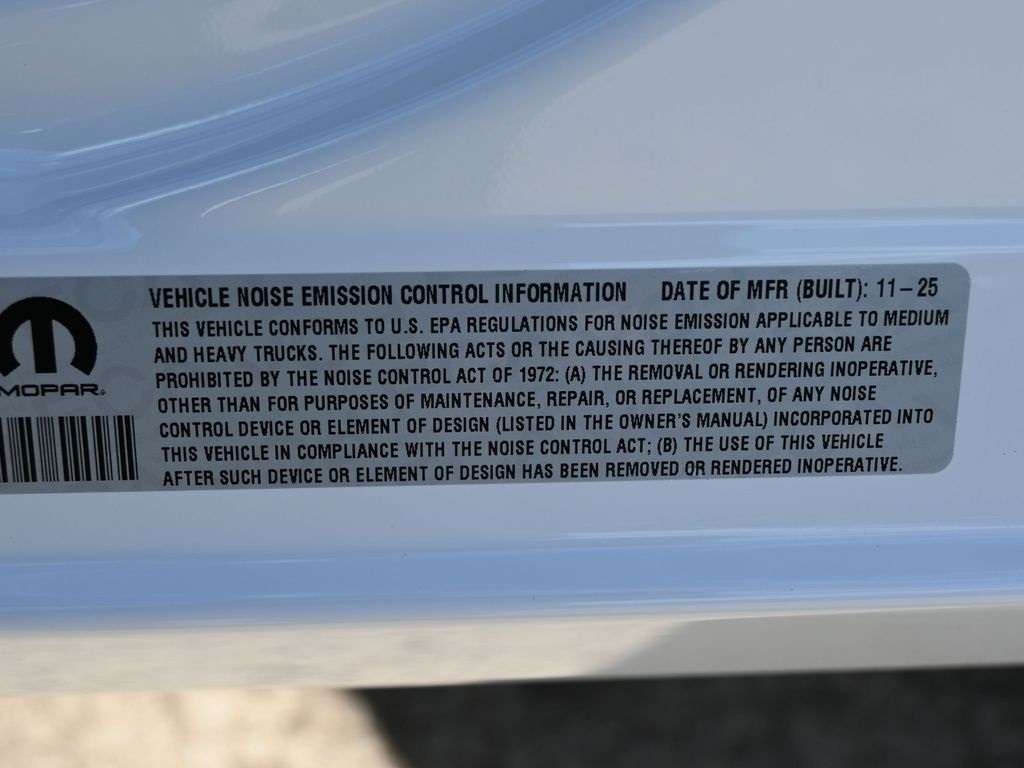 VEHICLE NOISE EMISSION CONTROL INFORMATION DATE OF MFR (BUILT): 11–25
THIS VEHICLE CONFORMS TO U.S. EPA REGULATIONS FOR NOISE EMISSION APPLICABLE TO MEDIUM
AND HEAVY TRUCKS. THE FOLLOWING ACTS OR THE CAUSING THEREOF BY ANY PERSON ARE
PROHIBITED BY THE NOISE CONTROL ACT OF 1972: (A) THE REMOVAL OR RENDERING INOPERATIVE,
OTHER THAN FOR PURPOSES OF MAINTENANCE, REPAIR, OR REPLACEMENT, OF ANY NOISE
CONTROL DEVICE OR ELEMENT OF DESIGN (LISTED IN THE OWNER'S MANUAL) INCORPORATED INTO
THIS VEHICLE IN COMPLIANCE WITH THE NOISE CONTROL ACT; (B) THE USE OF THIS VEHICLE
AFTER SUCH DEVICE OR ELEMENT OF DESIGN HAS BEEN REMOVED OR RENDERED INOPERATIVE.
MOPAR®